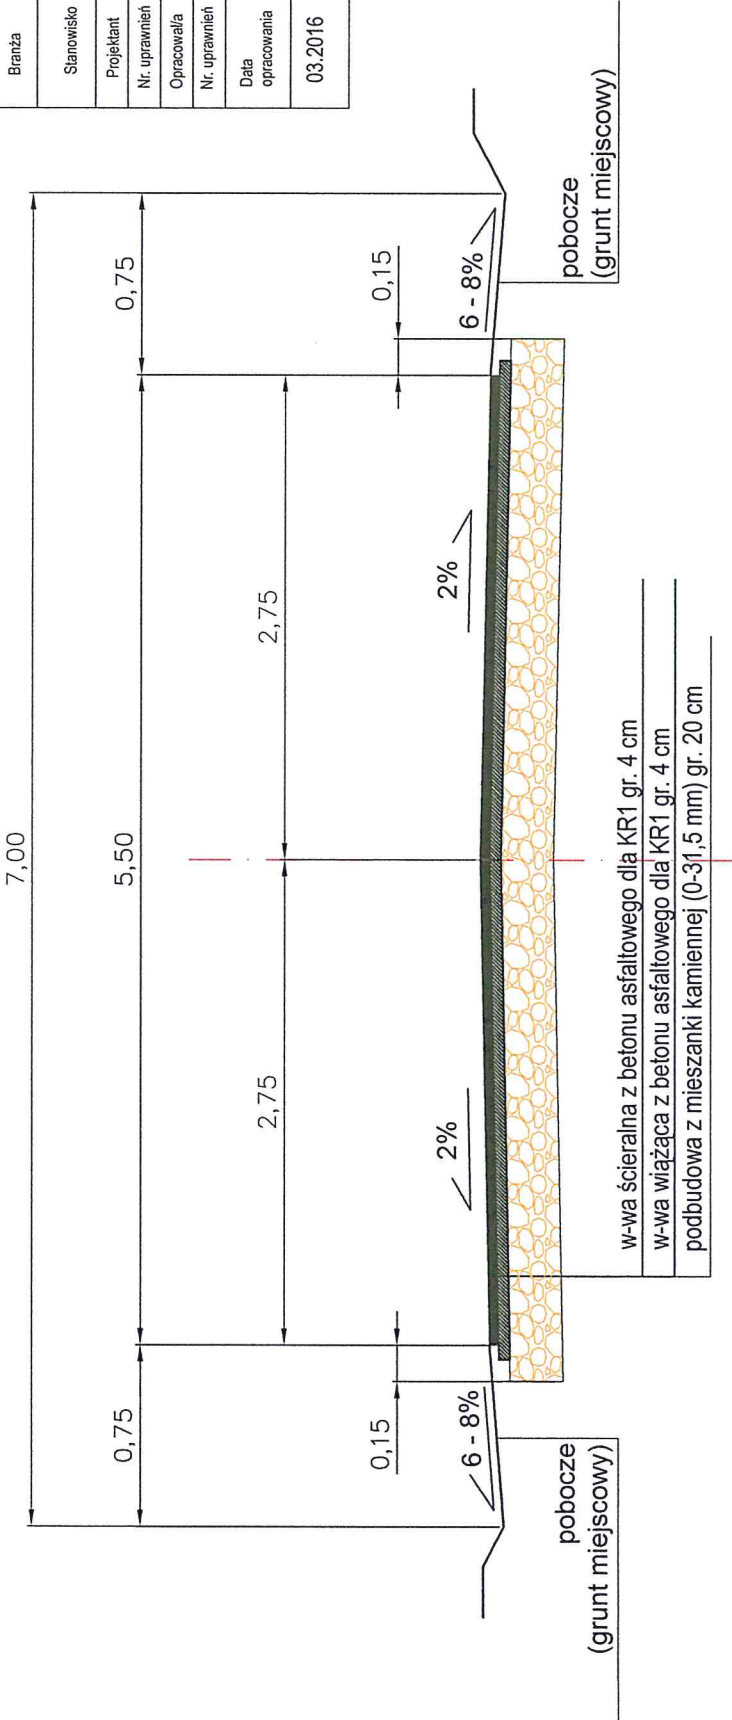 Branża
Stanowisko
Projektant
Nr. uprawnień
Opracował/a
Nr. uprawnień
Data
opracowania
03.2016
7,00
0,75
5,50
0,75
2,75
2,75
0,15
0,15
6 - 8%
2%
2%
6 - 8%
pobocze
(grunt miejscowy)
pobocze
(grunt miejscowy)
w-wa ścieralna z betonu asfaltowego dla KR1 gr. 4 cm
w-wa wiążąca z betonu asfaltowego dla KR1 gr. 4 cm
podbudowa z mieszanki kamiennej (0-31,5 mm) gr. 20 cm